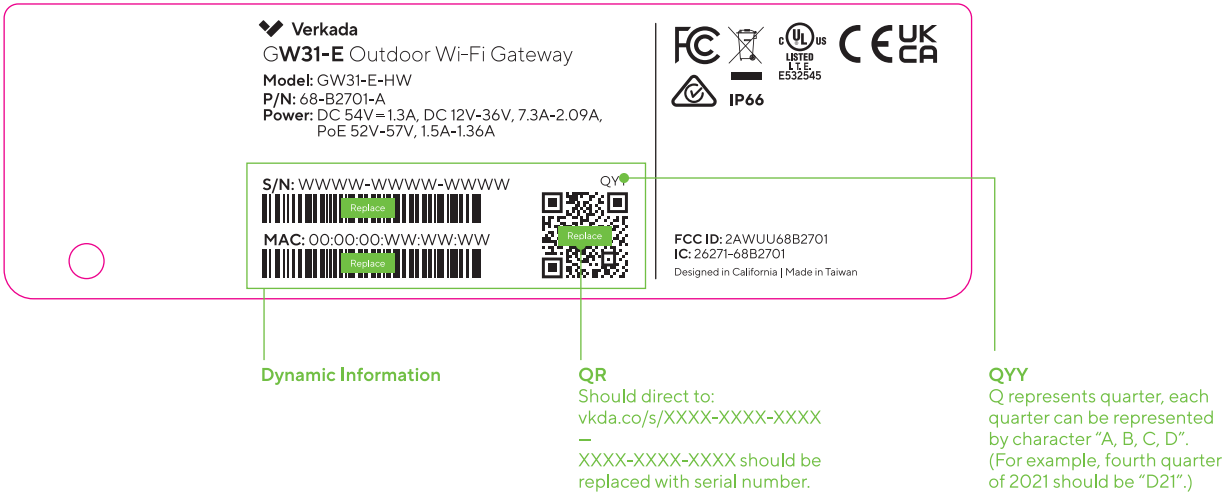 Verkada
GW31-E Outdoor Wi-Fi Gateway
Model: GW31-E-HW
P/N: 68-B2701-A
Power: DC 54V⎓1.3A, DC 12V-36V, 7.3A-2.09A,
PoE 52V-57V, 1.5A-1.36A
S/N: WWWW-WWWW-WWWW
Replace
MAC: 00:00:00:WW:WW:WW
Replace
QYY
Replace
FC
C UL US
LISTED
I.T.E.
E532545
CE
UK
CA
IP66
FCC ID: 2AWUU68B2701
IC: 26271-68B2701
Designed in California | Made in Taiwan
Dynamic Information
QR
Should direct to:
vkda.co/s/XXXX-XXXX-XXXX
–
XXXX-XXXX-XXXX should be
replaced with serial number.
QYY
Q represents quarter, each
quarter can be represented
by character “A, B, C, D”.
(For example, fourth quarter
of 2021 should be “D21”.)